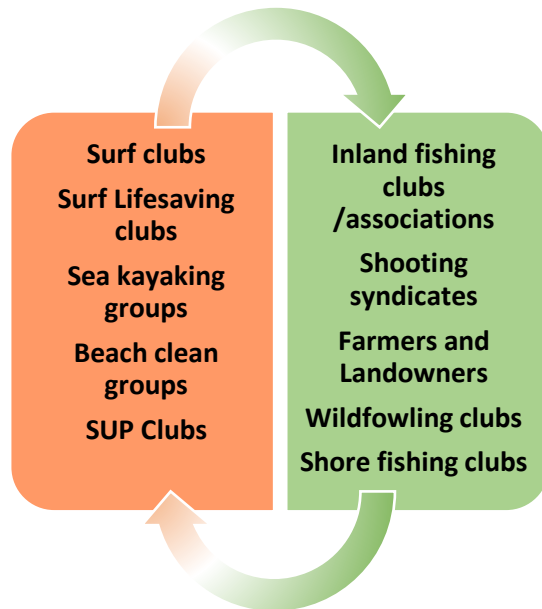 Surf clubs
Surf Lifesaving
clubs
Sea kayaking
groups
Beach clean
groups
SUP Clubs
Inland fishing
clubs
/associations
Shooting
syndicates
Farmers and
Landowners
Wildfowling clubs
Shore fishing clubs